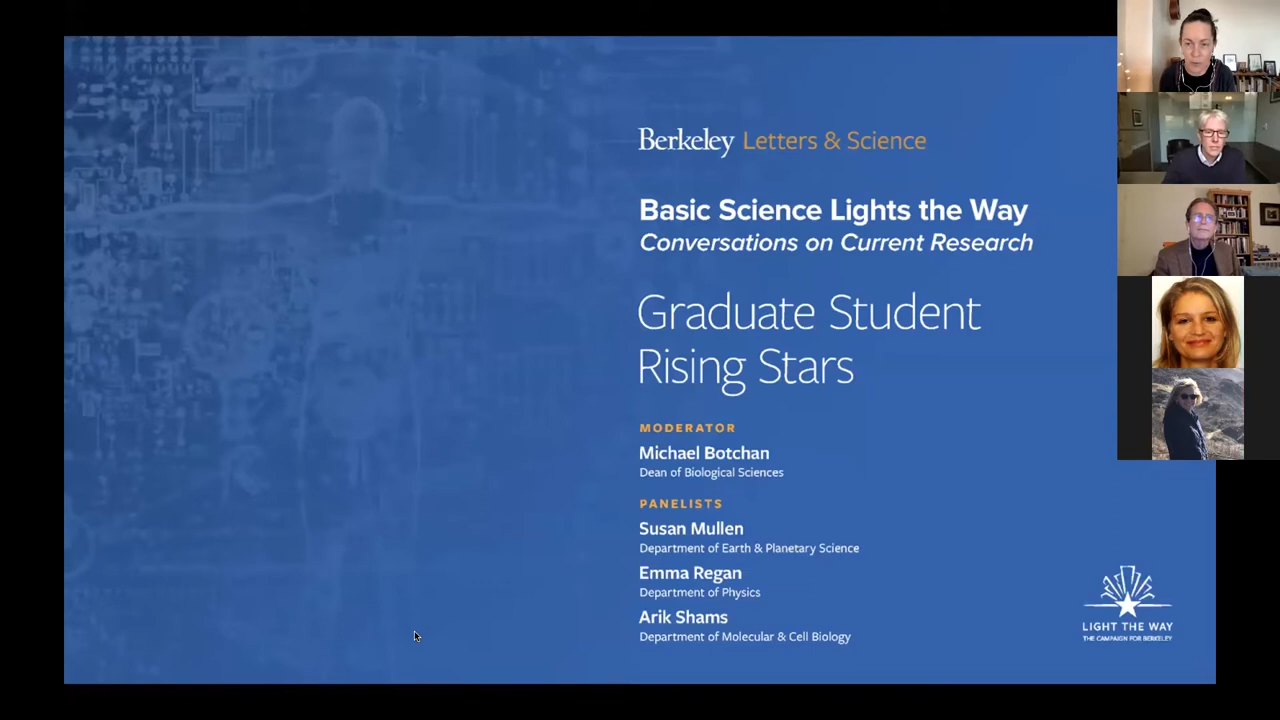 Berkeley Letters & Science
Basic Science Lights the Way
Conversations on Current Research
Graduate Student
Rising Stars
MODERATOR
Michael Botchan
Dean of Biological Sciences
PANELISTS
Susan Mullen
Department of Earth & Planetary Science
Emma Regan
Department of Physics
Arik Shams
Department of Molecular & Cell Biology
LIGHT THE WAY
THE CAMPAIGN FOR BERKELEY